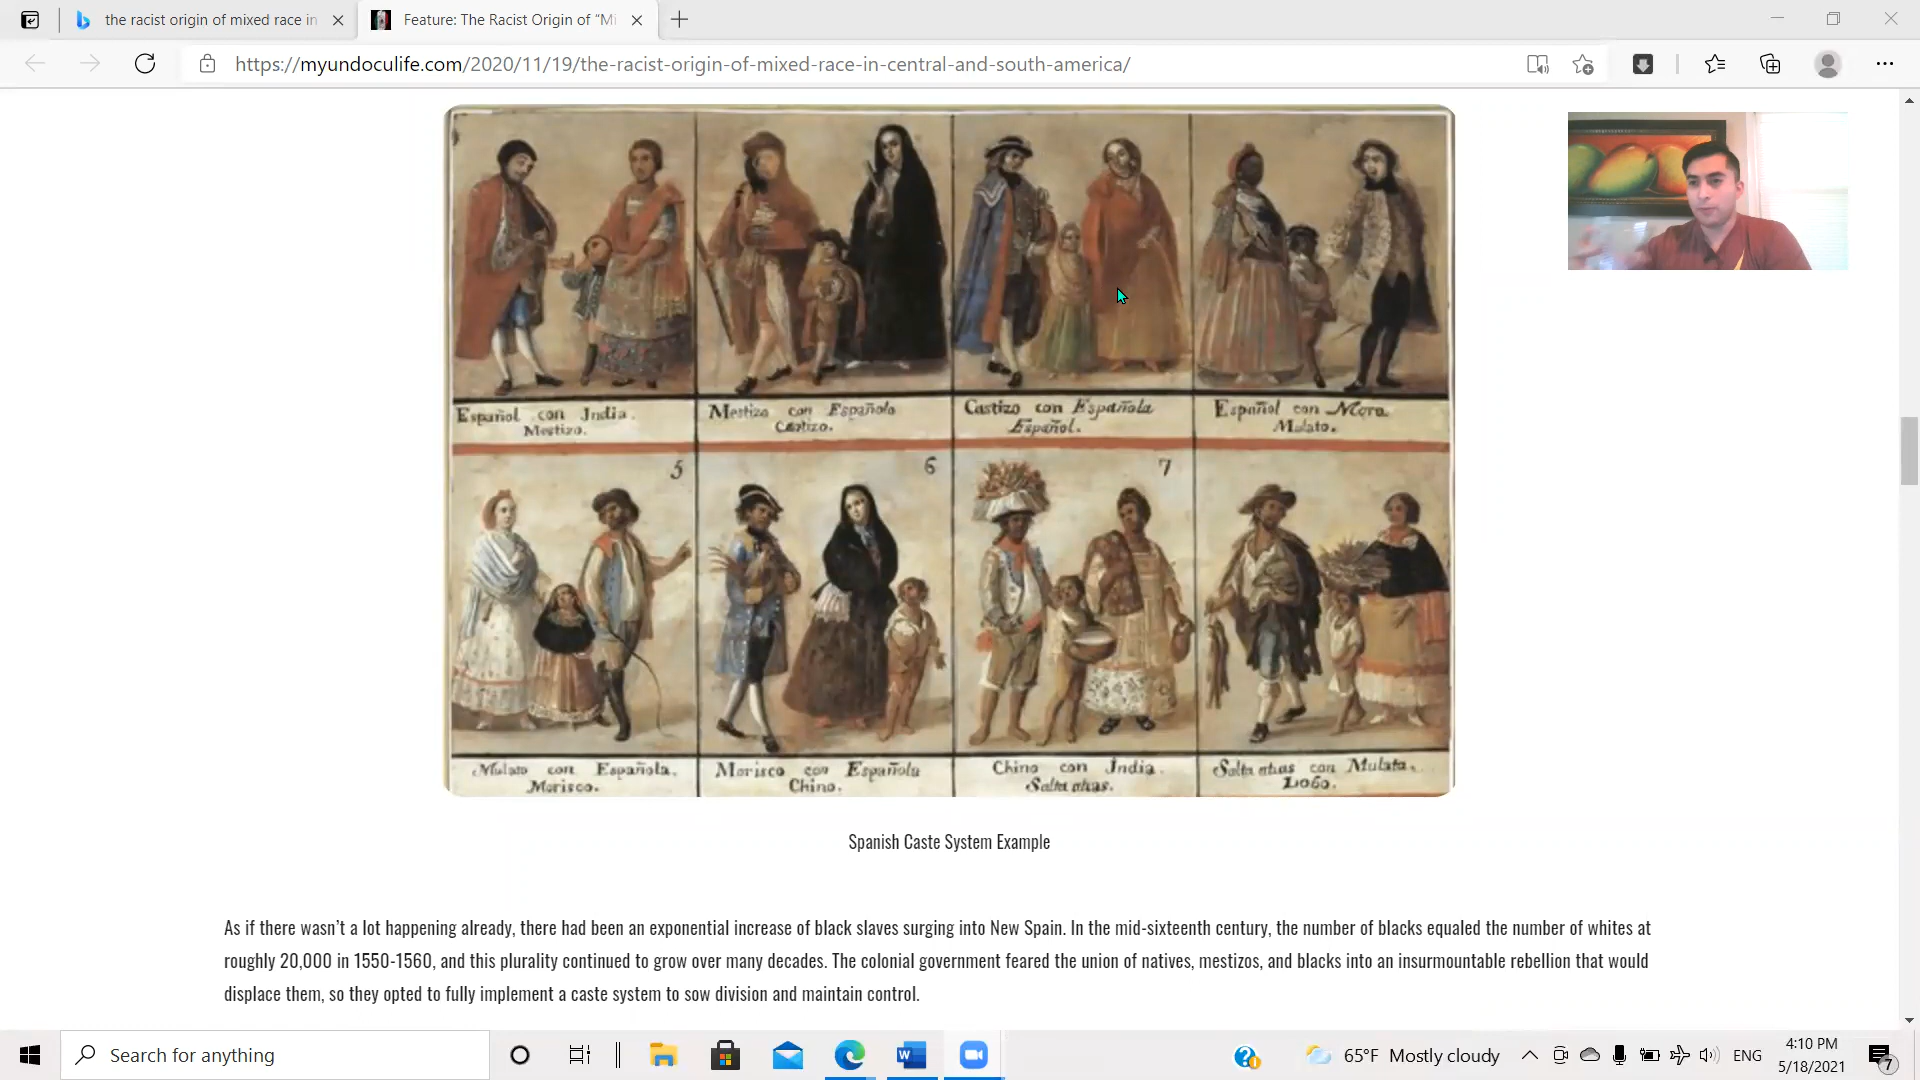 the racist origin of mixed race in
Feature: The Racist Origin of “Mi
https://myundoculife.com/2020/11/19/the-racist-origin-of-mixed-race-in-central-and-south-america/
Español con India.
Mestizo.
Mestizo con Española
Castizo.
Castizo con Española
Español.
Español con Negra
Mulato.
5
6
7
Mulato con Española.
Morisco.
Morisco con Española
Chino.
Chino con India.
Salta atras.
Salta atras con Mulata.
Lobo.
Spanish Caste System Example
As if there wasn’t a lot happening already, there had been an exponential increase of black slaves surging into New Spain. In the mid-sixteenth century, the number of blacks equaled the number of whites at
roughly 20,000 in 1550-1560, and this plurality continued to grow over many decades. The colonial government feared the union of natives, mestizos, and blacks into an insurmountable rebellion that would
displace them, so they opted to fully implement a caste system to sow division and maintain control.
Search for anything
65°F Mostly cloudy
ENG
4:10 PM
5/18/2021
7